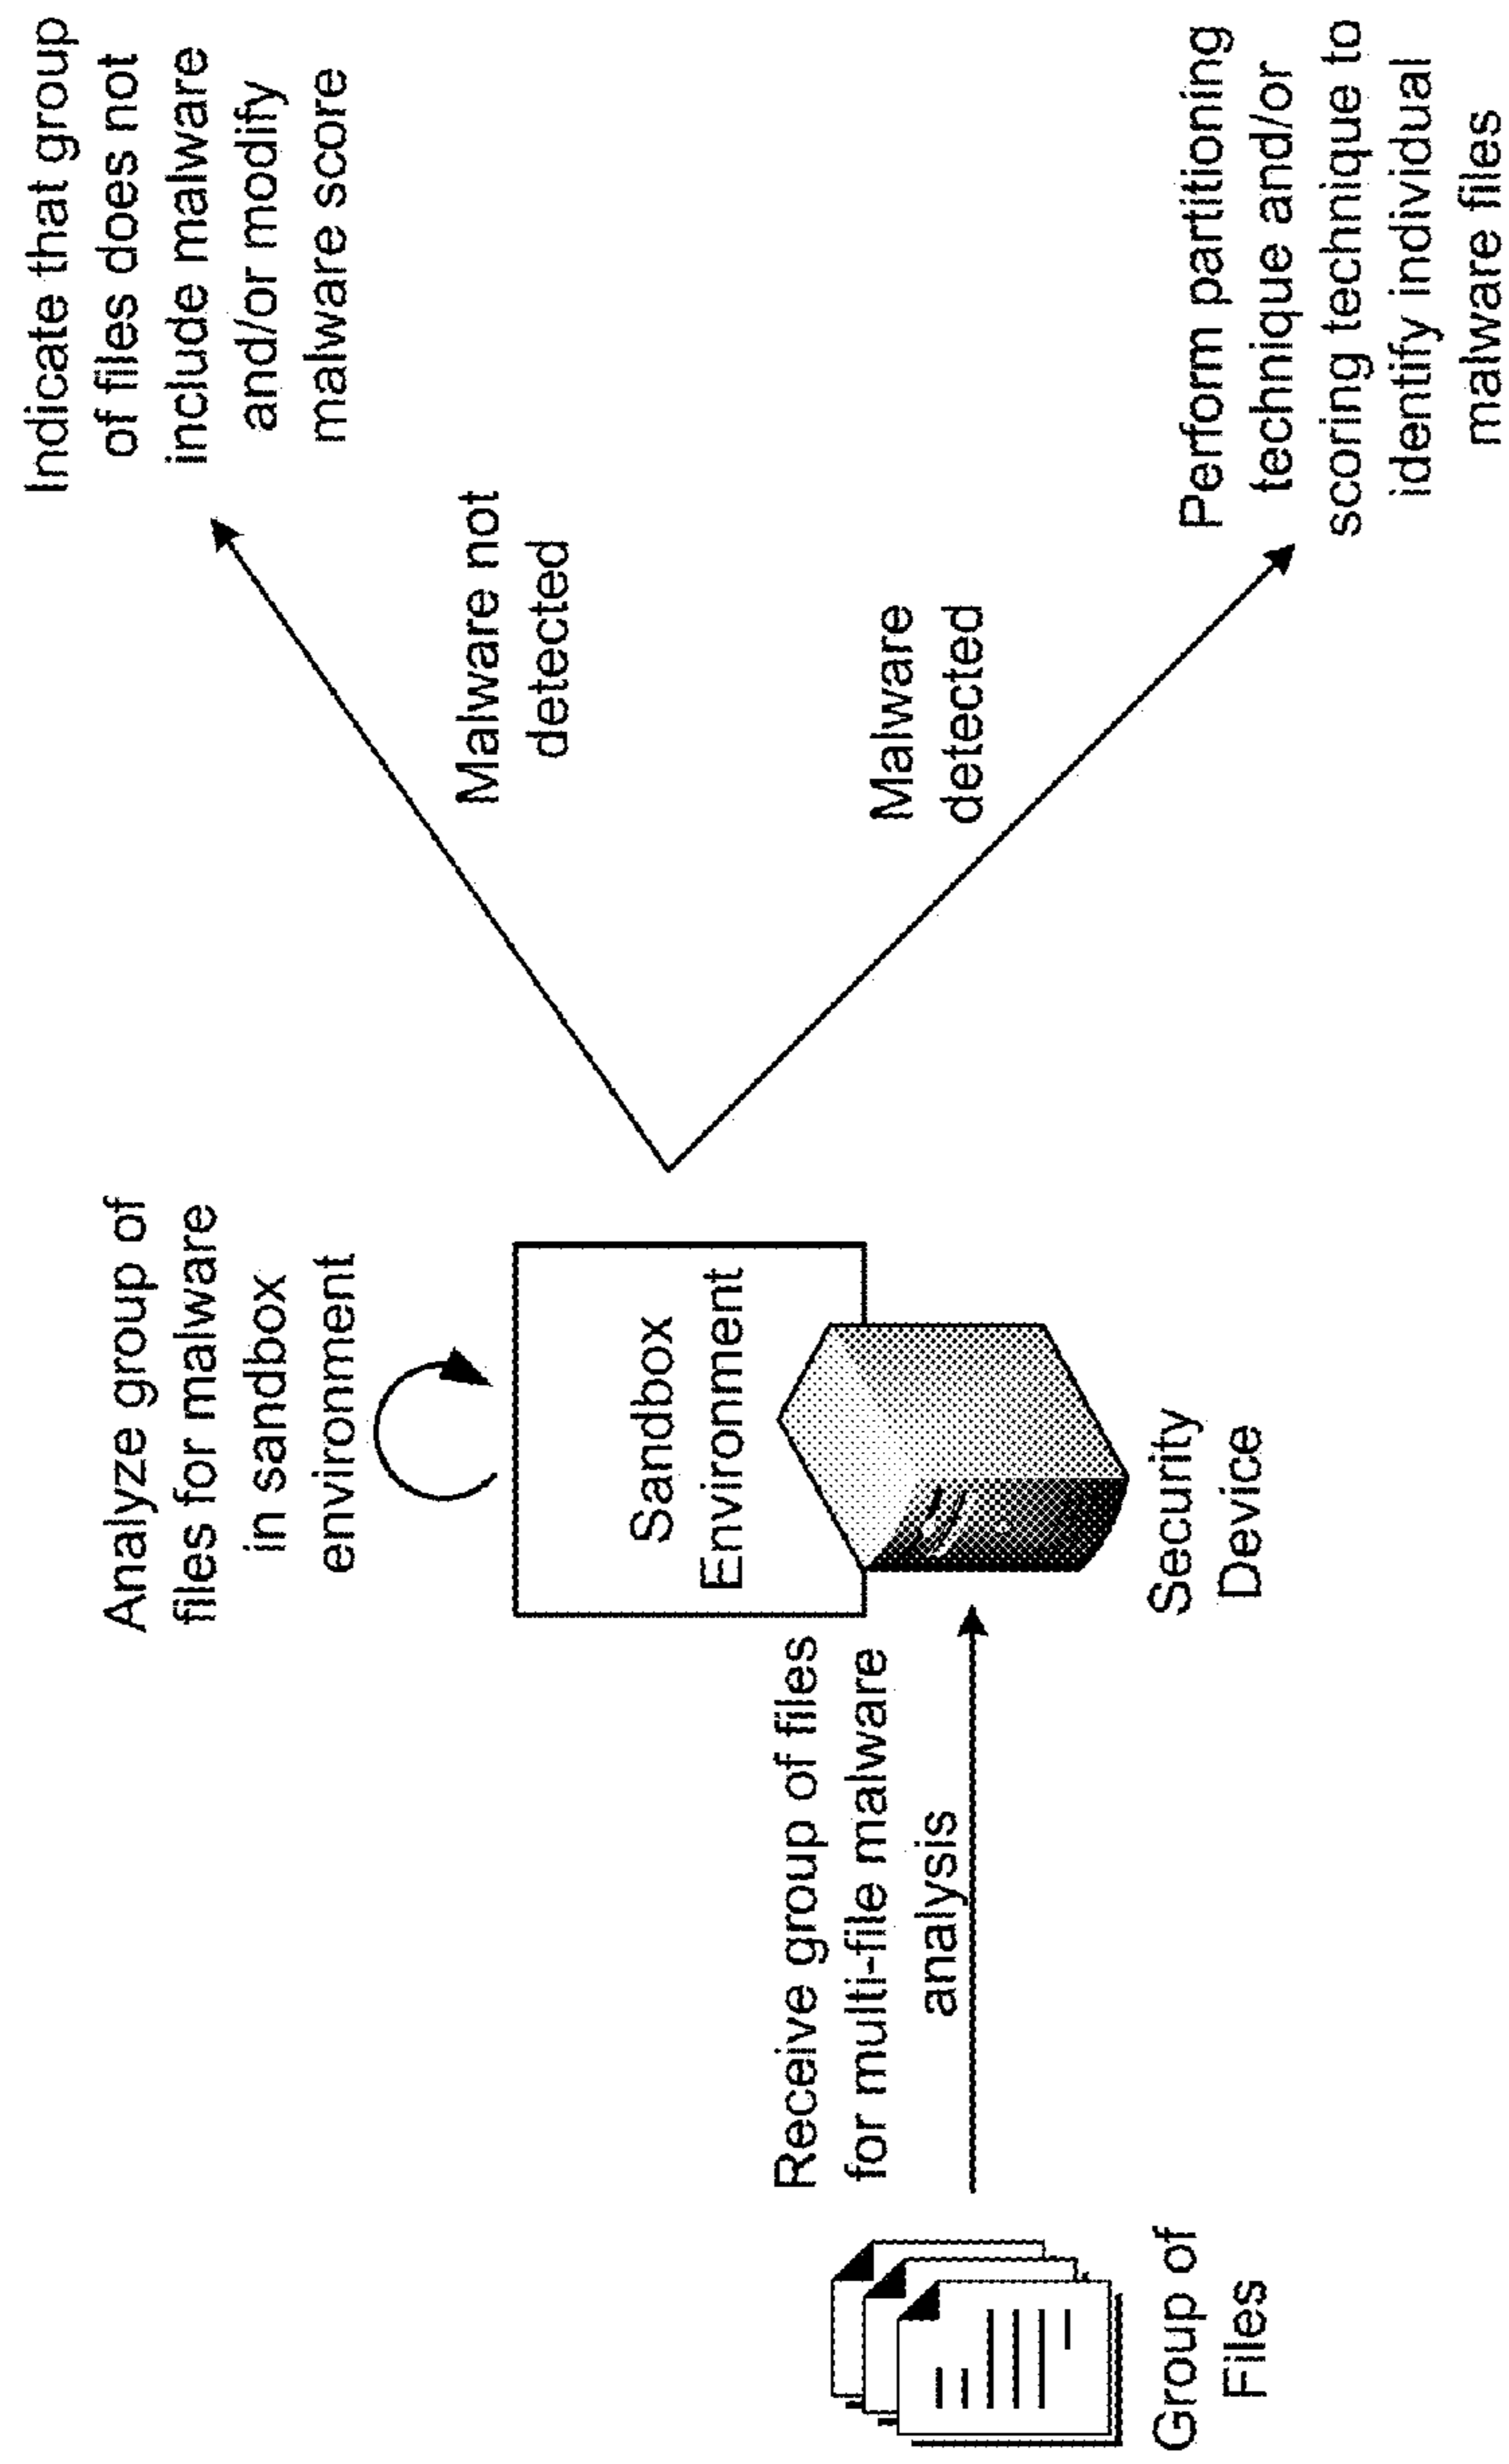 Group of
Files
Receive group of files
for multi-file malware
analysis
Analyze group of
files for malware
in sandbox
environment
Sandbox
Environment
Security
Device
Malware not
detected
Indicate that group
of files does not
include malware
and/or modify
malware score
Malware
detected
Perform partitioning
technique and/or
scoring technique to
identify individual
malware files